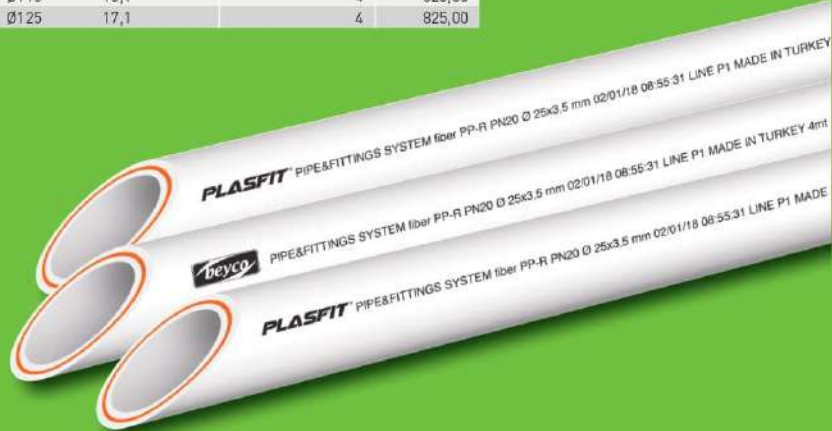 Ø125 17,1 4 825,00
PLASFIT™ PIPE&FITTINGS SYSTEM fiber PP-R PN20 Ø 25x3,5 mm 02/01/18 08:55:31 LINE P1 MADE IN TURKEY
beyco PIPE&FITTINGS SYSTEM fiber PP-R PN20 Ø 25x3,5 mm 02/01/18 08:55:31 LINE P1 MADE IN TURKEY 4mt
PLASFIT™ PIPE&FITTINGS SYSTEM fiber PP-R PN20 Ø 25x3,5 mm 02/01/18 08:55:31 LINE P1 MADE